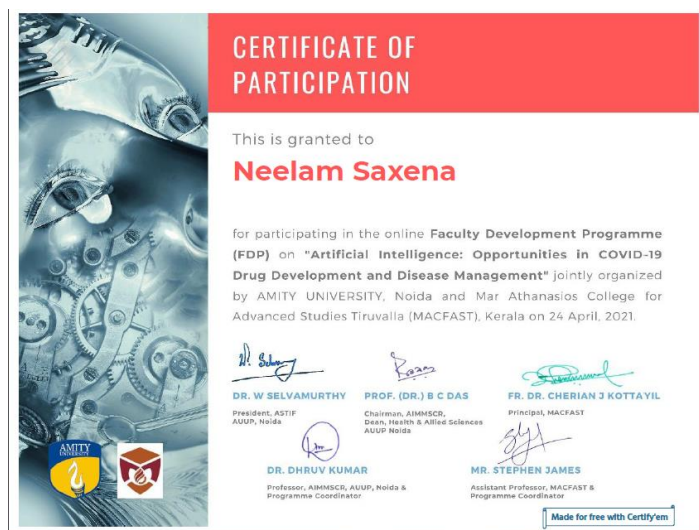 CERTIFICATE OF
PARTICIPATION
This is granted to
Neelam Saxena
for participating in the online Faculty Development Programme
(FDP) on "Artificial Intelligence: Opportunities in COVID-19
Drug Development and Disease Management" jointly organized
by AMITY UNIVERSITY, Noida and Mar Athanasios College for
Advanced Studies Tiruvalla (MACFAST), Kerala on 24 April, 2021.
DR. W SELVAMURTHY
President, ASTIF
AUUP, Noida
PROF. (DR.) B C DAS
Chairman, AIMMSCR,
Dean, Health & Allied Sciences
AUUP Noida
FR. DR. CHERIAN J KOTTAYIL
Principal, MACFAST
AMITY
UNIVERSITY
DR. DHRUV KUMAR
Professor, AIMMSCR, AUUP, Noida &
Programme Coordinator
MR. STEPHEN JAMES
Assistant Professor, MACFAST &
Programme Coordinator
Made for free with Certify'em